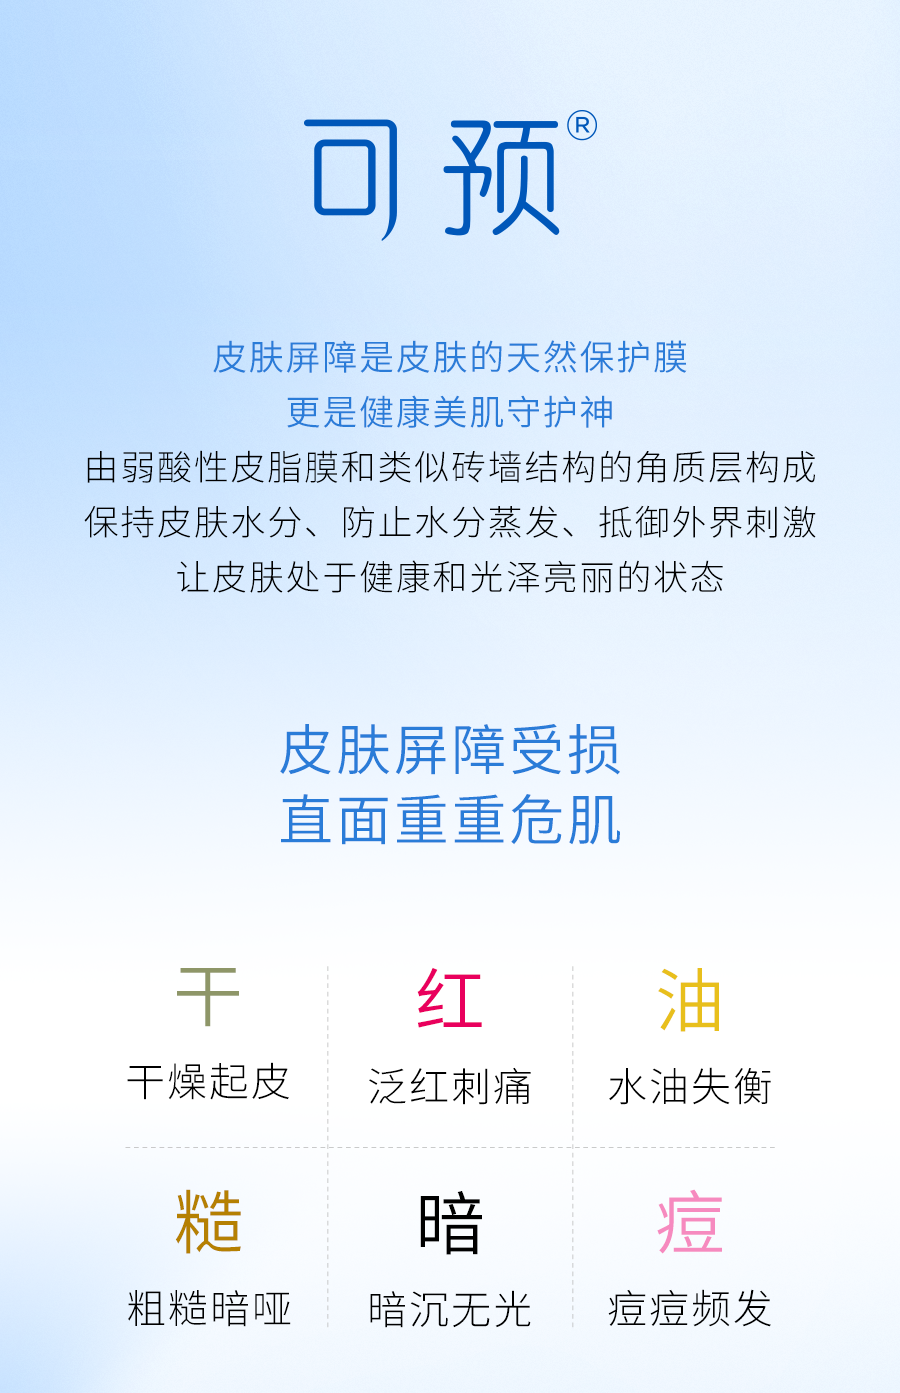 可预®
皮肤屏障是皮肤的天然保护膜
更是健康美肌守护神
由弱酸性皮脂膜和类似砖墙结构的角质层构成
保持皮肤水分、防止水分蒸发、抵御外界刺激
让皮肤处于健康和光泽亮丽的状态
皮肤屏障受损
直面重重危肌
干 红 油
干燥起皮 泛红刺痛 水油失衡
糙 暗 痘
粗糙暗哑 暗沉无光 痘痘频发